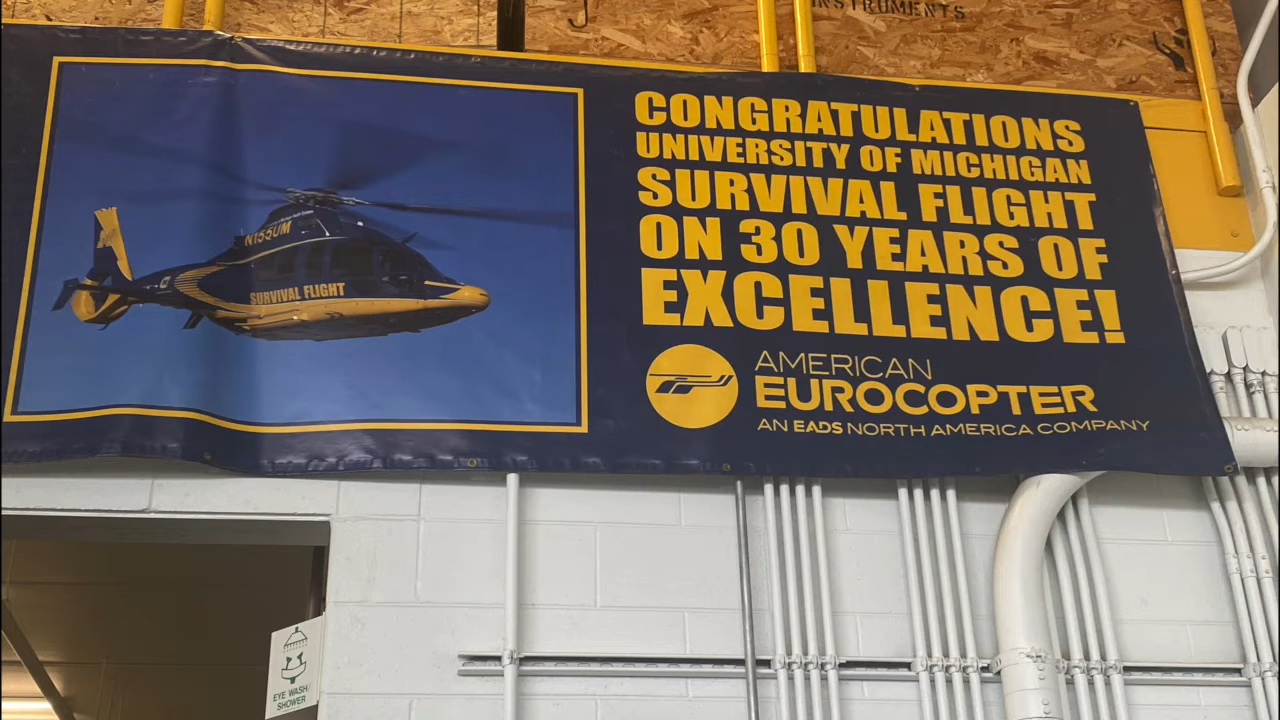 INSTRUMENTS
CONGRATULATIONS
UNIVERSITY OF MICHIGAN
SURVIVAL FLIGHT
ON 30 YEARS OF
EXCELLENCE!
AMERICAN
EUROCOPTER
AN EADS NORTH AMERICA COMPANY
N155UM
SURVIVAL FLIGHT
EYE WASH/
SHOWER